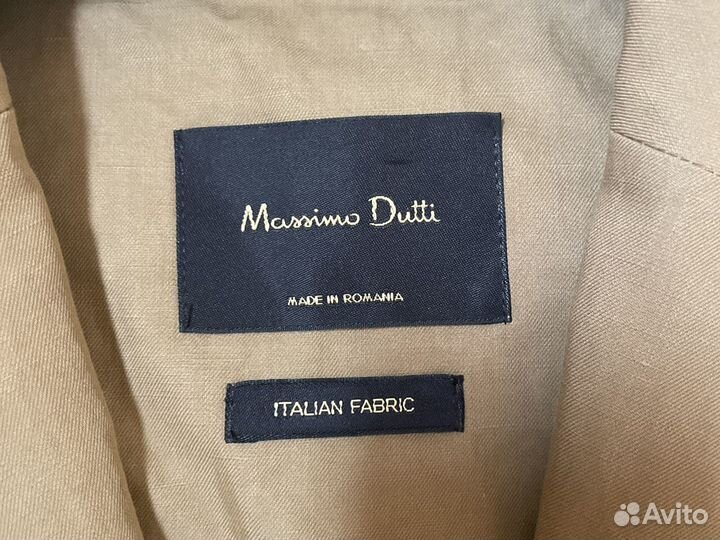 Massimo Dutti
MADE IN ROMANIA
ITALIAN FABRIC
Avito